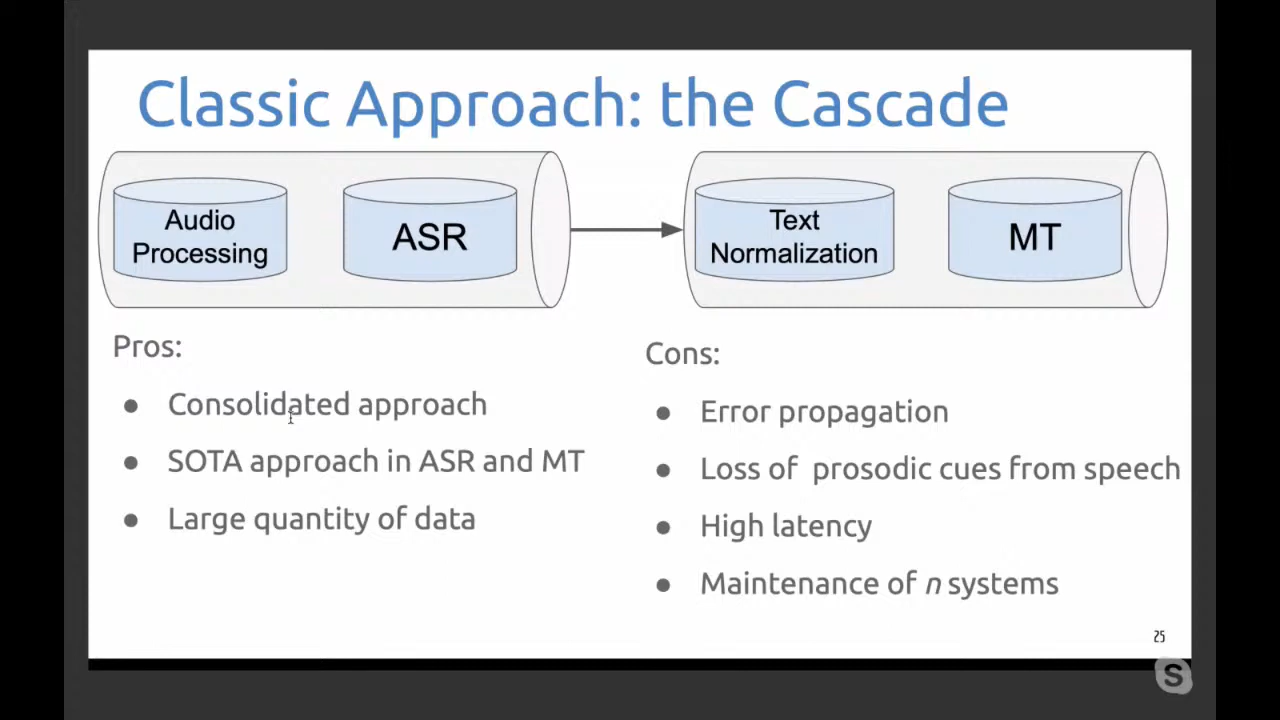 Classic Approach: the Cascade
Audio
Processing
ASR
Text
Normalization
MT
Pros:
● Consolidated approach
● SOTA approach in ASR and MT
● Large quantity of data
Cons:
● Error propagation
● Loss of prosodic cues from speech
● High latency
● Maintenance of n systems
25
S